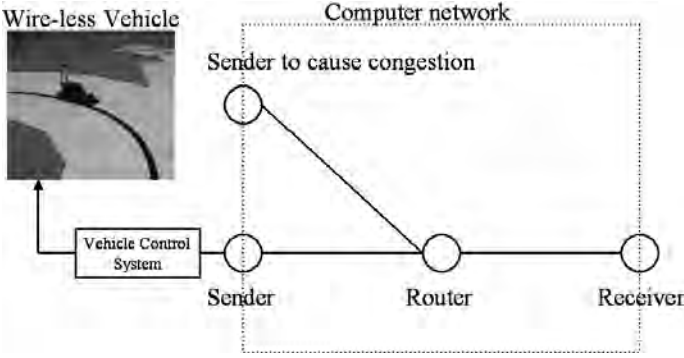 Computer network
Wire-less Vehicle
Sender to cause congestion
Vehicle Control
System
Sender
Router
Receiver